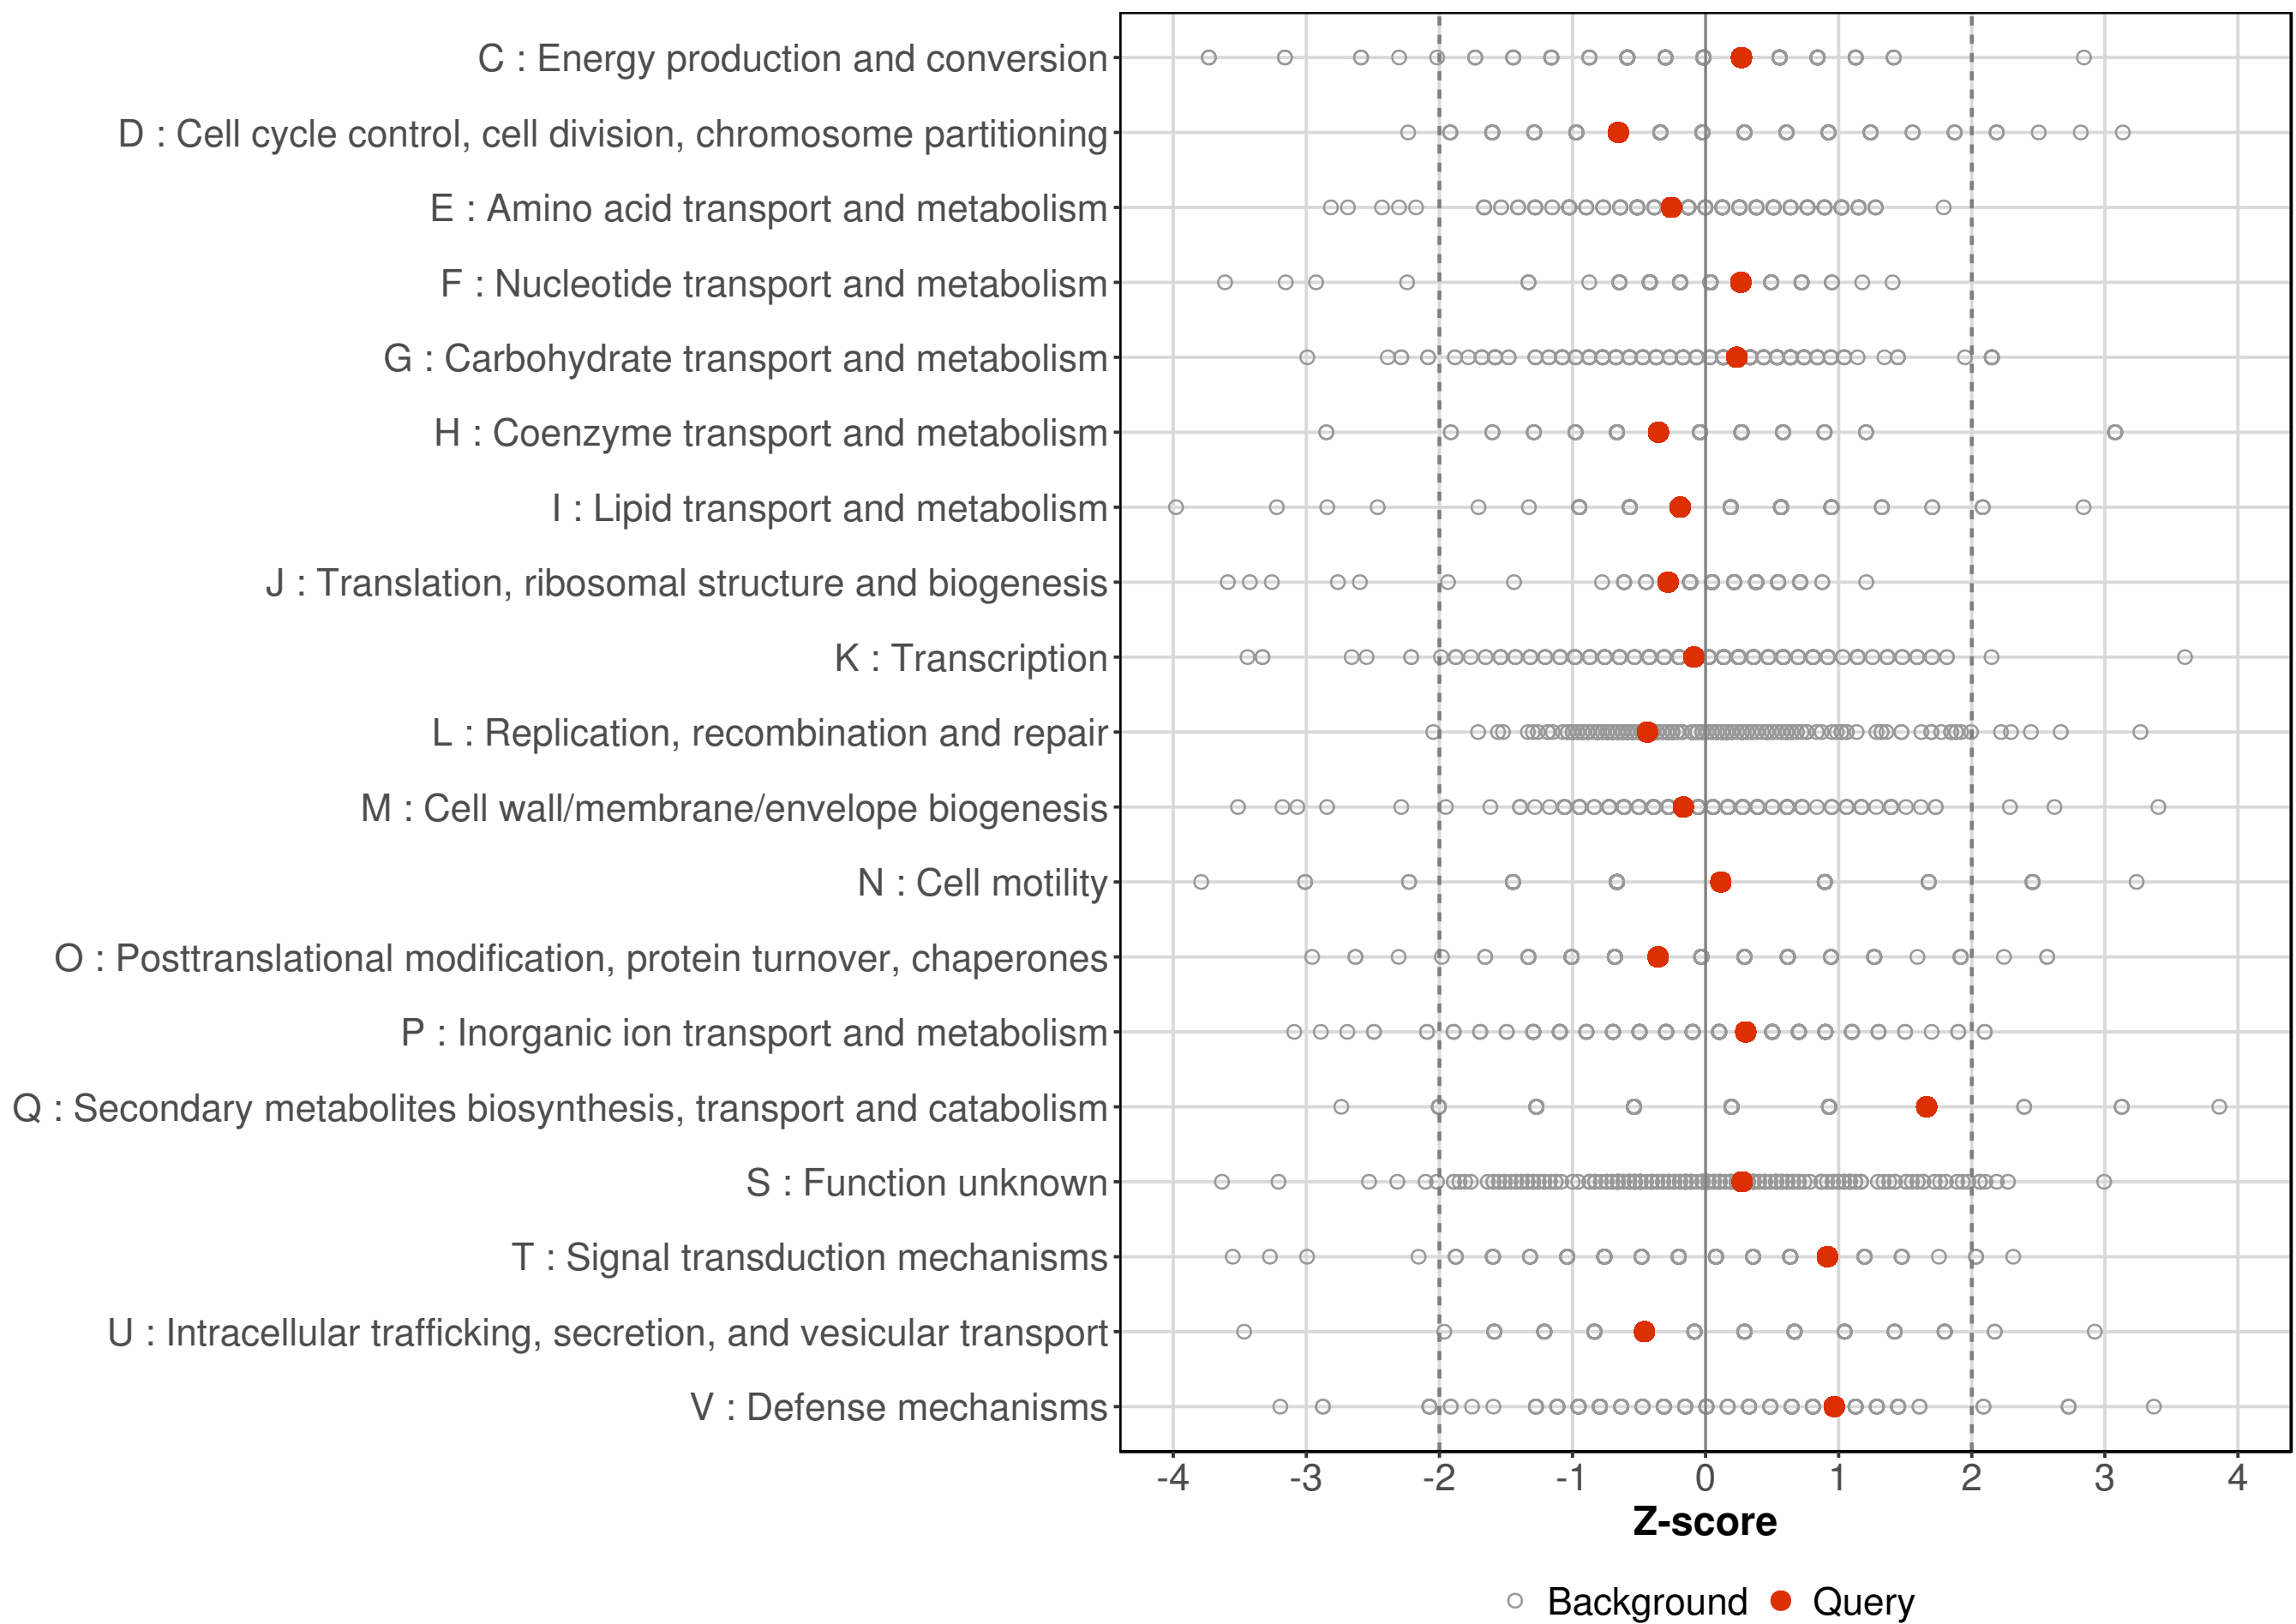 C : Energy production and conversion
D : Cell cycle control, cell division, chromosome partitioning
E : Amino acid transport and metabolism
F : Nucleotide transport and metabolism
G : Carbohydrate transport and metabolism
H : Coenzyme transport and metabolism
I : Lipid transport and metabolism
J : Translation, ribosomal structure and biogenesis
K : Transcription
L : Replication, recombination and repair
M : Cell wall/membrane/envelope biogenesis
N : Cell motility
O : Posttranslational modification, protein turnover, chaperones
P : Inorganic ion transport and metabolism
Q : Secondary metabolites biosynthesis, transport and catabolism
S : Function unknown
T : Signal transduction mechanisms
U : Intracellular trafficking, secretion, and vesicular transport
V : Defense mechanisms
-4 -3 -2 -1 0 1 2 3 4
Z-score
Background Query